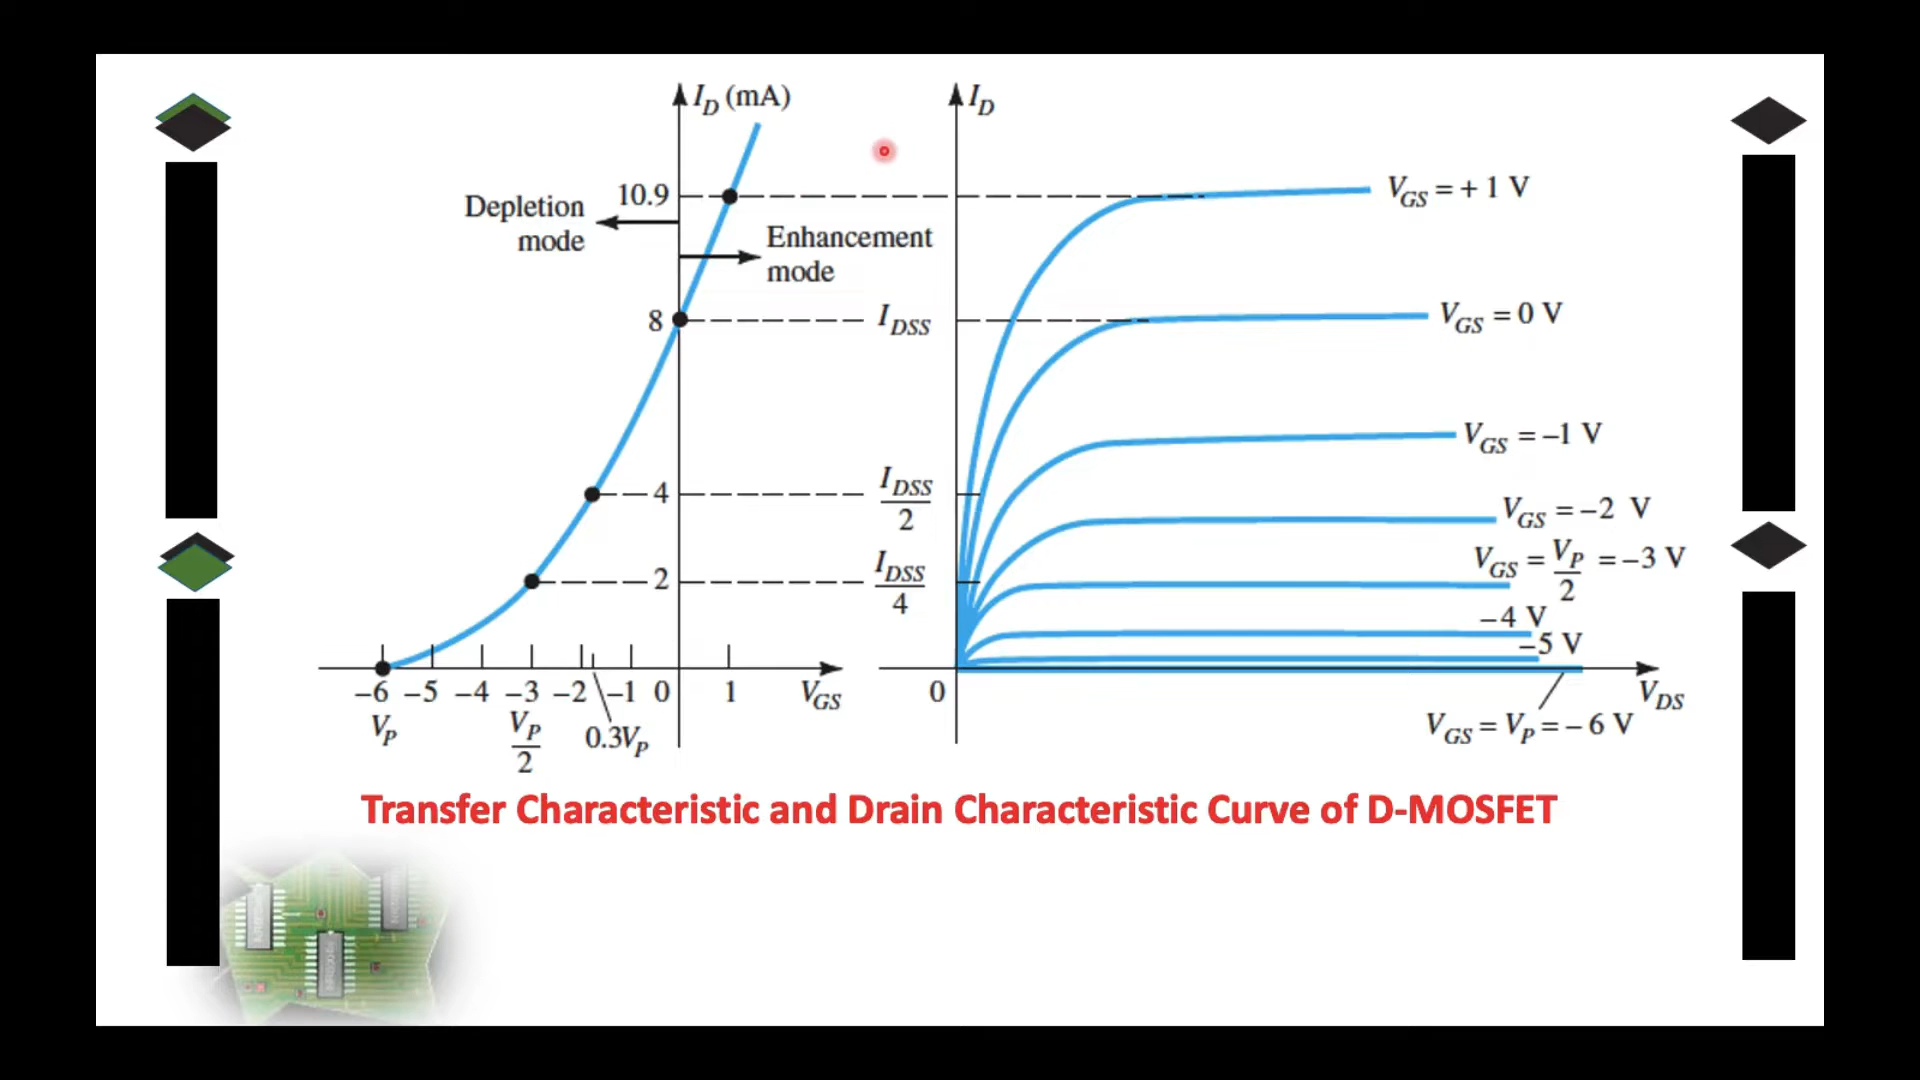 I_D (mA)
I_D
10.9
Depletion
mode
Enhancement
mode
V_GS = + 1 V
8
I_DSS
V_GS = 0 V
V_GS = –1 V
4
I_DSS
2
V_GS = –2 V
2
I_DSS
4
V_GS = V_P/2 = –3 V
–4 V
–5 V
–6 –5 –4 –3 –2 –1 0 1 V_GS
V_P
V_P
2
0.3V_P
0
V_DS
V_GS = V_P = – 6 V
Transfer Characteristic and Drain Characteristic Curve of D-MOSFET